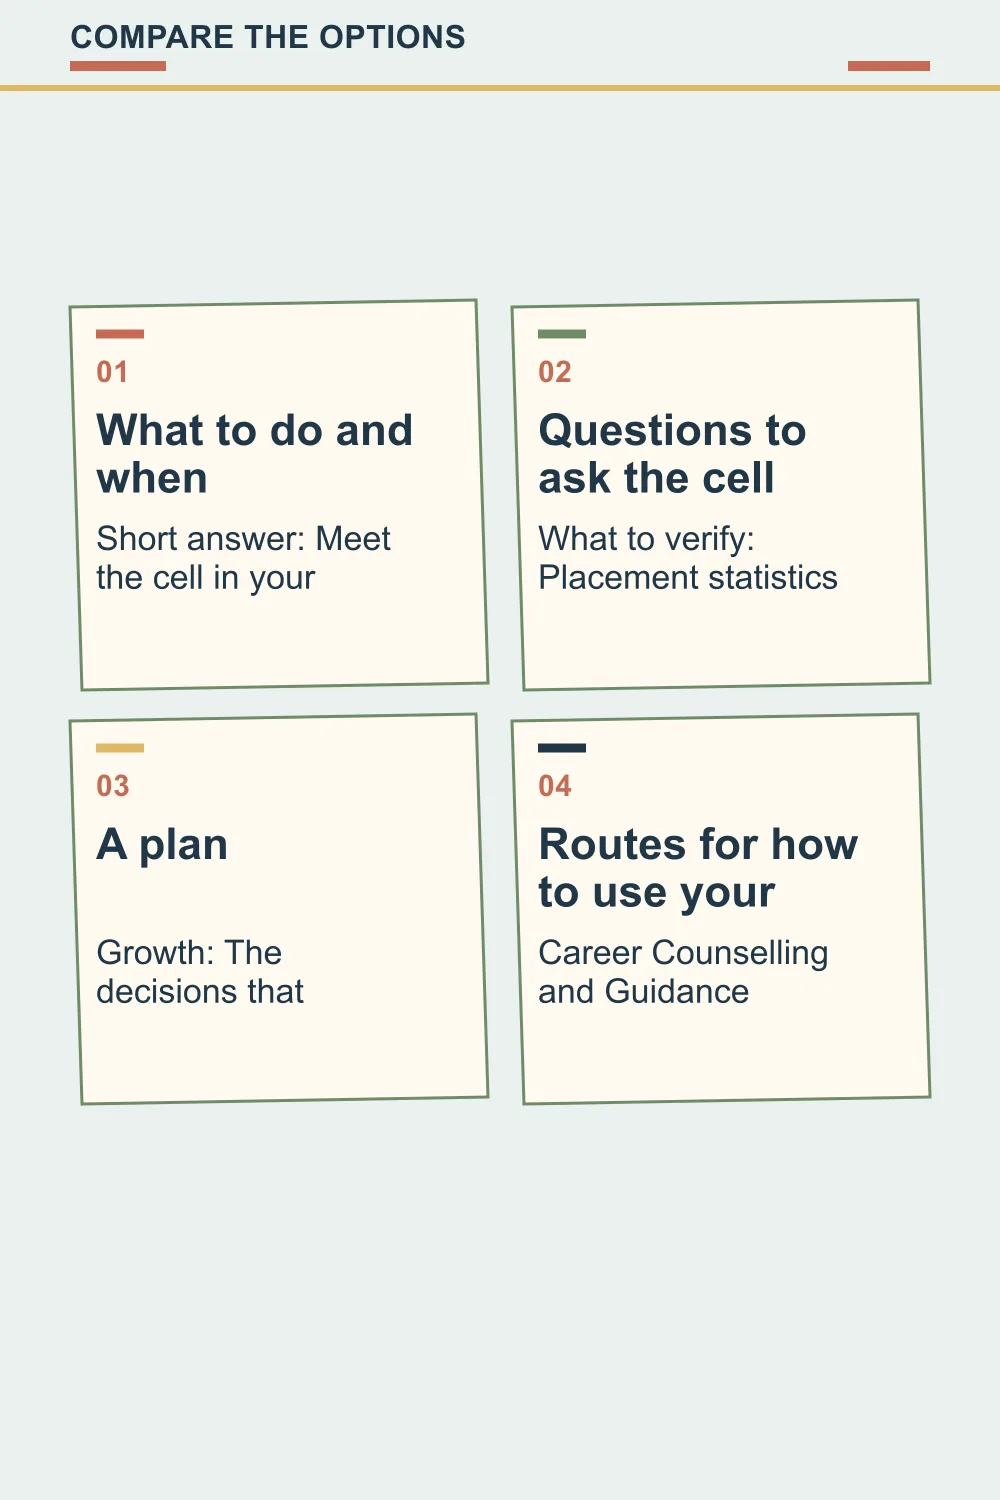 COMPARE THE OPTIONS
01
What to do and
when
Short answer: Meet
the cell in your
02
Questions to
ask the cell
What to verify:
Placement statistics
03
A plan
Growth: The
decisions that
04
Routes for how
to use your
Career Counselling
and Guidance